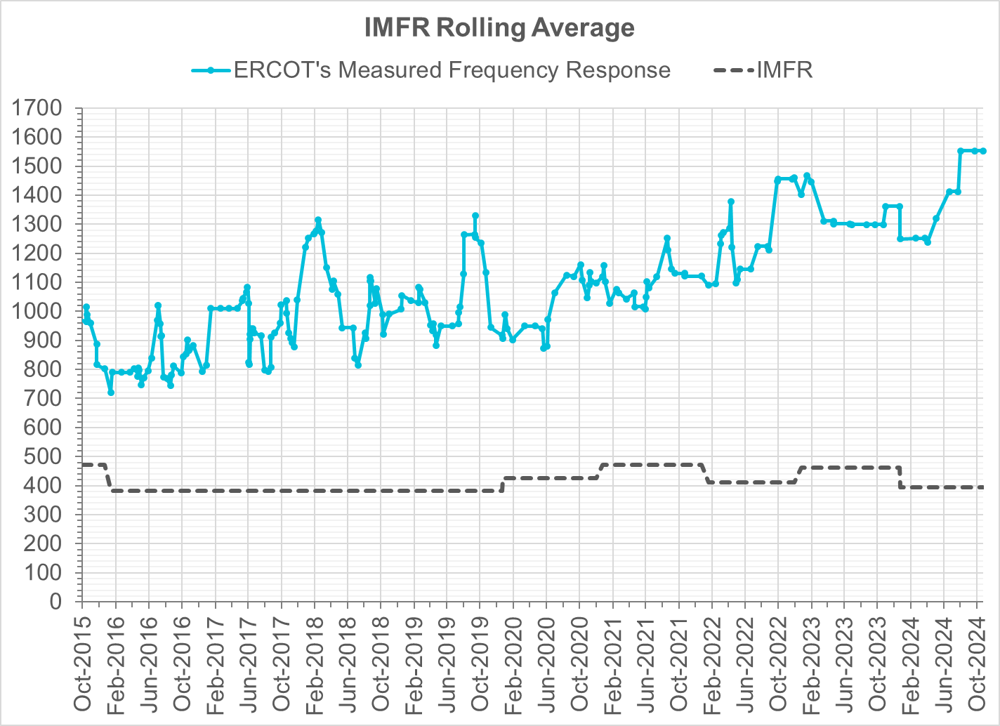 IMFR Rolling Average
ERCOT's Measured Frequency Response IMFR
1700
1600
1500
1400
1300
1200
1100
1000
900
800
700
600
500
400
300
200
100
0
Oct-2015
Feb-2016
Jun-2016
Oct-2016
Feb-2017
Jun-2017
Oct-2017
Feb-2018
Jun-2018
Oct-2018
Feb-2019
Jun-2019
Oct-2019
Feb-2020
Jun-2020
Oct-2020
Feb-2021
Jun-2021
Oct-2021
Feb-2022
Jun-2022
Oct-2022
Feb-2023
Jun-2023
Oct-2023
Feb-2024
Jun-2024
Oct-2024